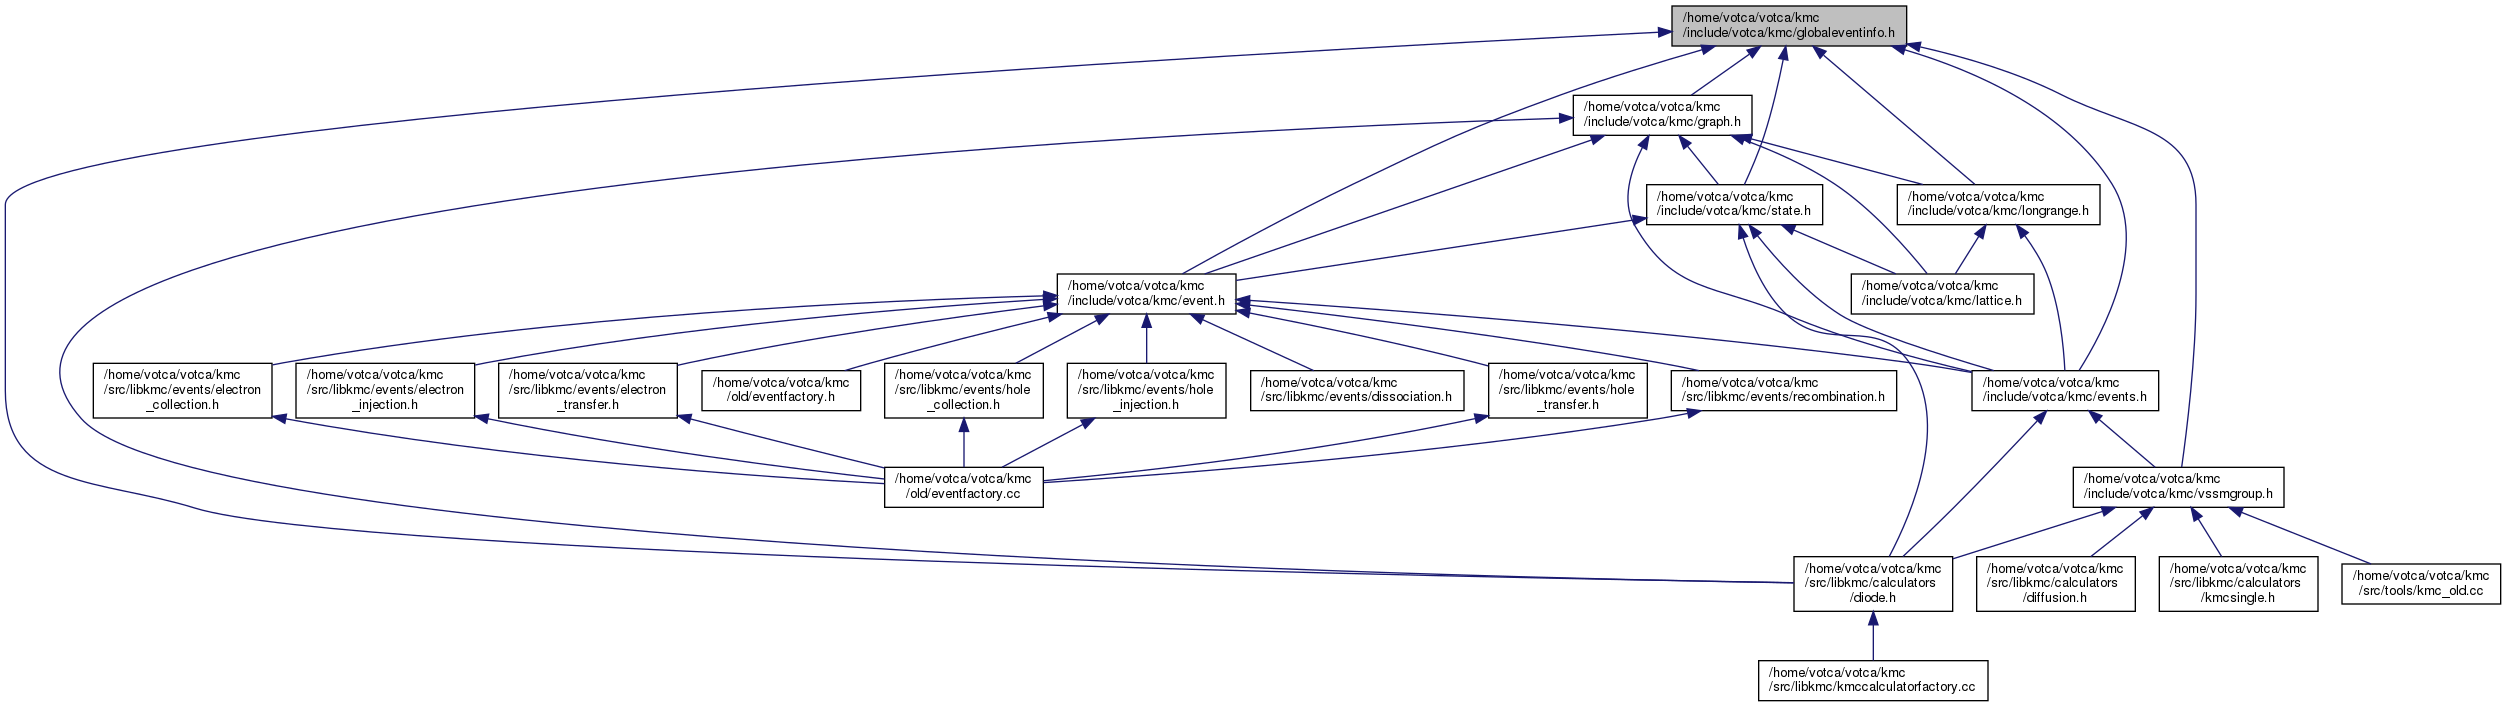 /home/votca/votca/kmc
/include/votca/kmc/globaleventinfo.h
/home/votca/votca/kmc
/include/votca/kmc/graph.h
/home/votca/votca/kmc
/include/votca/kmc/state.h
/home/votca/votca/kmc
/include/votca/kmc/longrange.h
/home/votca/votca/kmc
/include/votca/kmc/event.h
/home/votca/votca/kmc
/include/votca/kmc/lattice.h
/home/votca/votca/kmc
/src/libkmc/events/electron
_collection.h
/home/votca/votca/kmc
/src/libkmc/events/electron
_injection.h
/home/votca/votca/kmc
/src/libkmc/events/electron
_transfer.h
/home/votca/votca/kmc
/old/eventfactory.h
/home/votca/votca/kmc
/src/libkmc/events/hole
_collection.h
/home/votca/votca/kmc
/src/libkmc/events/hole
_injection.h
/home/votca/votca/kmc
/src/libkmc/events/dissociation.h
/home/votca/votca/kmc
/src/libkmc/events/hole
_transfer.h
/home/votca/votca/kmc
/src/libkmc/events/recombination.h
/home/votca/votca/kmc
/include/votca/kmc/events.h
/home/votca/votca/kmc
/old/eventfactory.cc
/home/votca/votca/kmc
/include/votca/kmc/vssmgroup.h
/home/votca/votca/kmc
/src/libkmc/calculators
/diode.h
/home/votca/votca/kmc
/src/libkmc/calculators
/diffusion.h
/home/votca/votca/kmc
/src/libkmc/calculators
/kmcsingle.h
/home/votca/votca/kmc
/src/tools/kmc_old.cc
/home/votca/votca/kmc
/src/libkmc/kmccalculatorfactory.cc